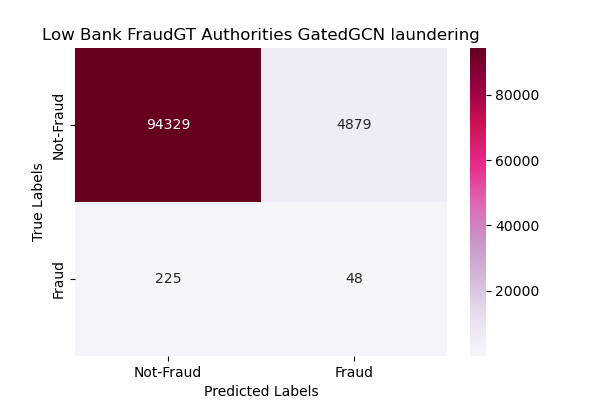 Low Bank FraudGT Authorities GatedGCN laundering
True Labels
Not-Fraud
94329
4879
Fraud
225
48
Not-Fraud
Fraud
Predicted Labels
80000
60000
40000
20000